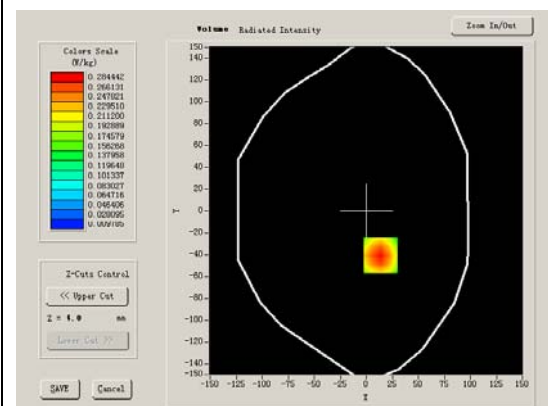 Volume Radiated Intensity
Zoom In/Out
Colors Scale
(W/kg)
0.284442
0.266131
0.247821
0.229510
0.211200
0.192889
0.174579
0.156268
0.137958
0.119648
0.101337
0.083027
0.064716
0.046406
0.028095
0.009785
Z-Cuts Control
<< Upper Cut
Z = 4.0 mm
Lower Cut >>
SAVE
Cancel
150
140
120
100
80
60
40
20
Y
0
-20
-40
-60
-80
-100
-120
-140
-150
-150 -125 -100 -75 -50 -25 0 25 50 75 100 125 150
X